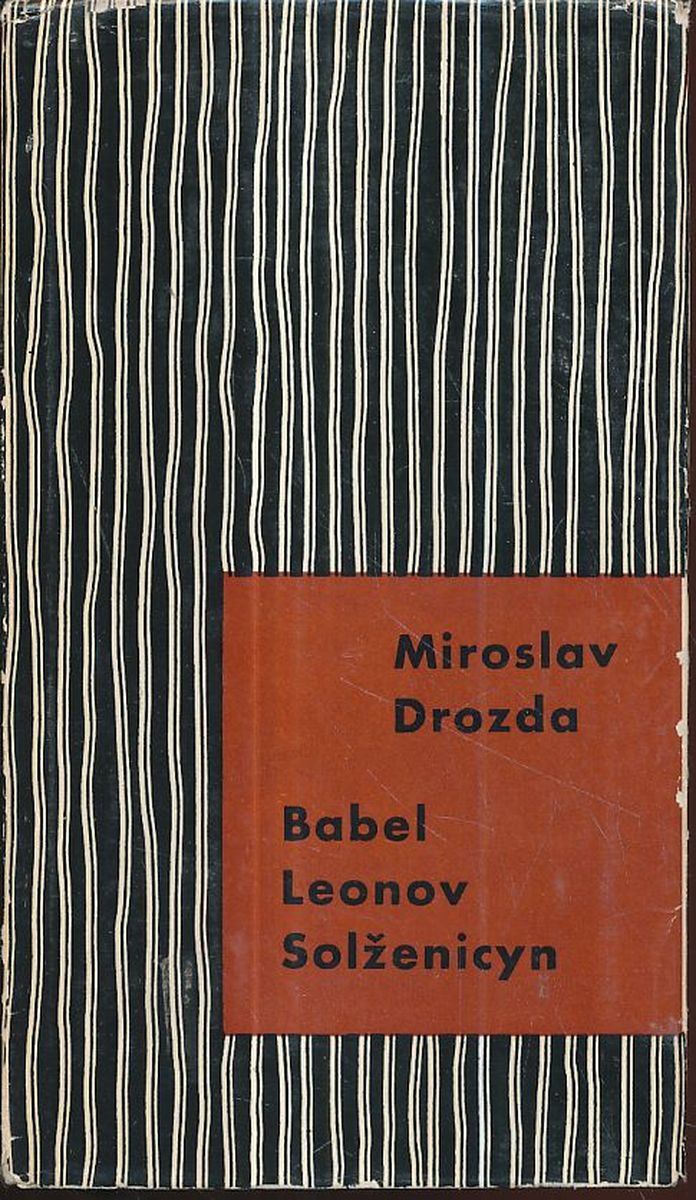 Miroslav
Drozda
Babel
Leonov
Solženicyn